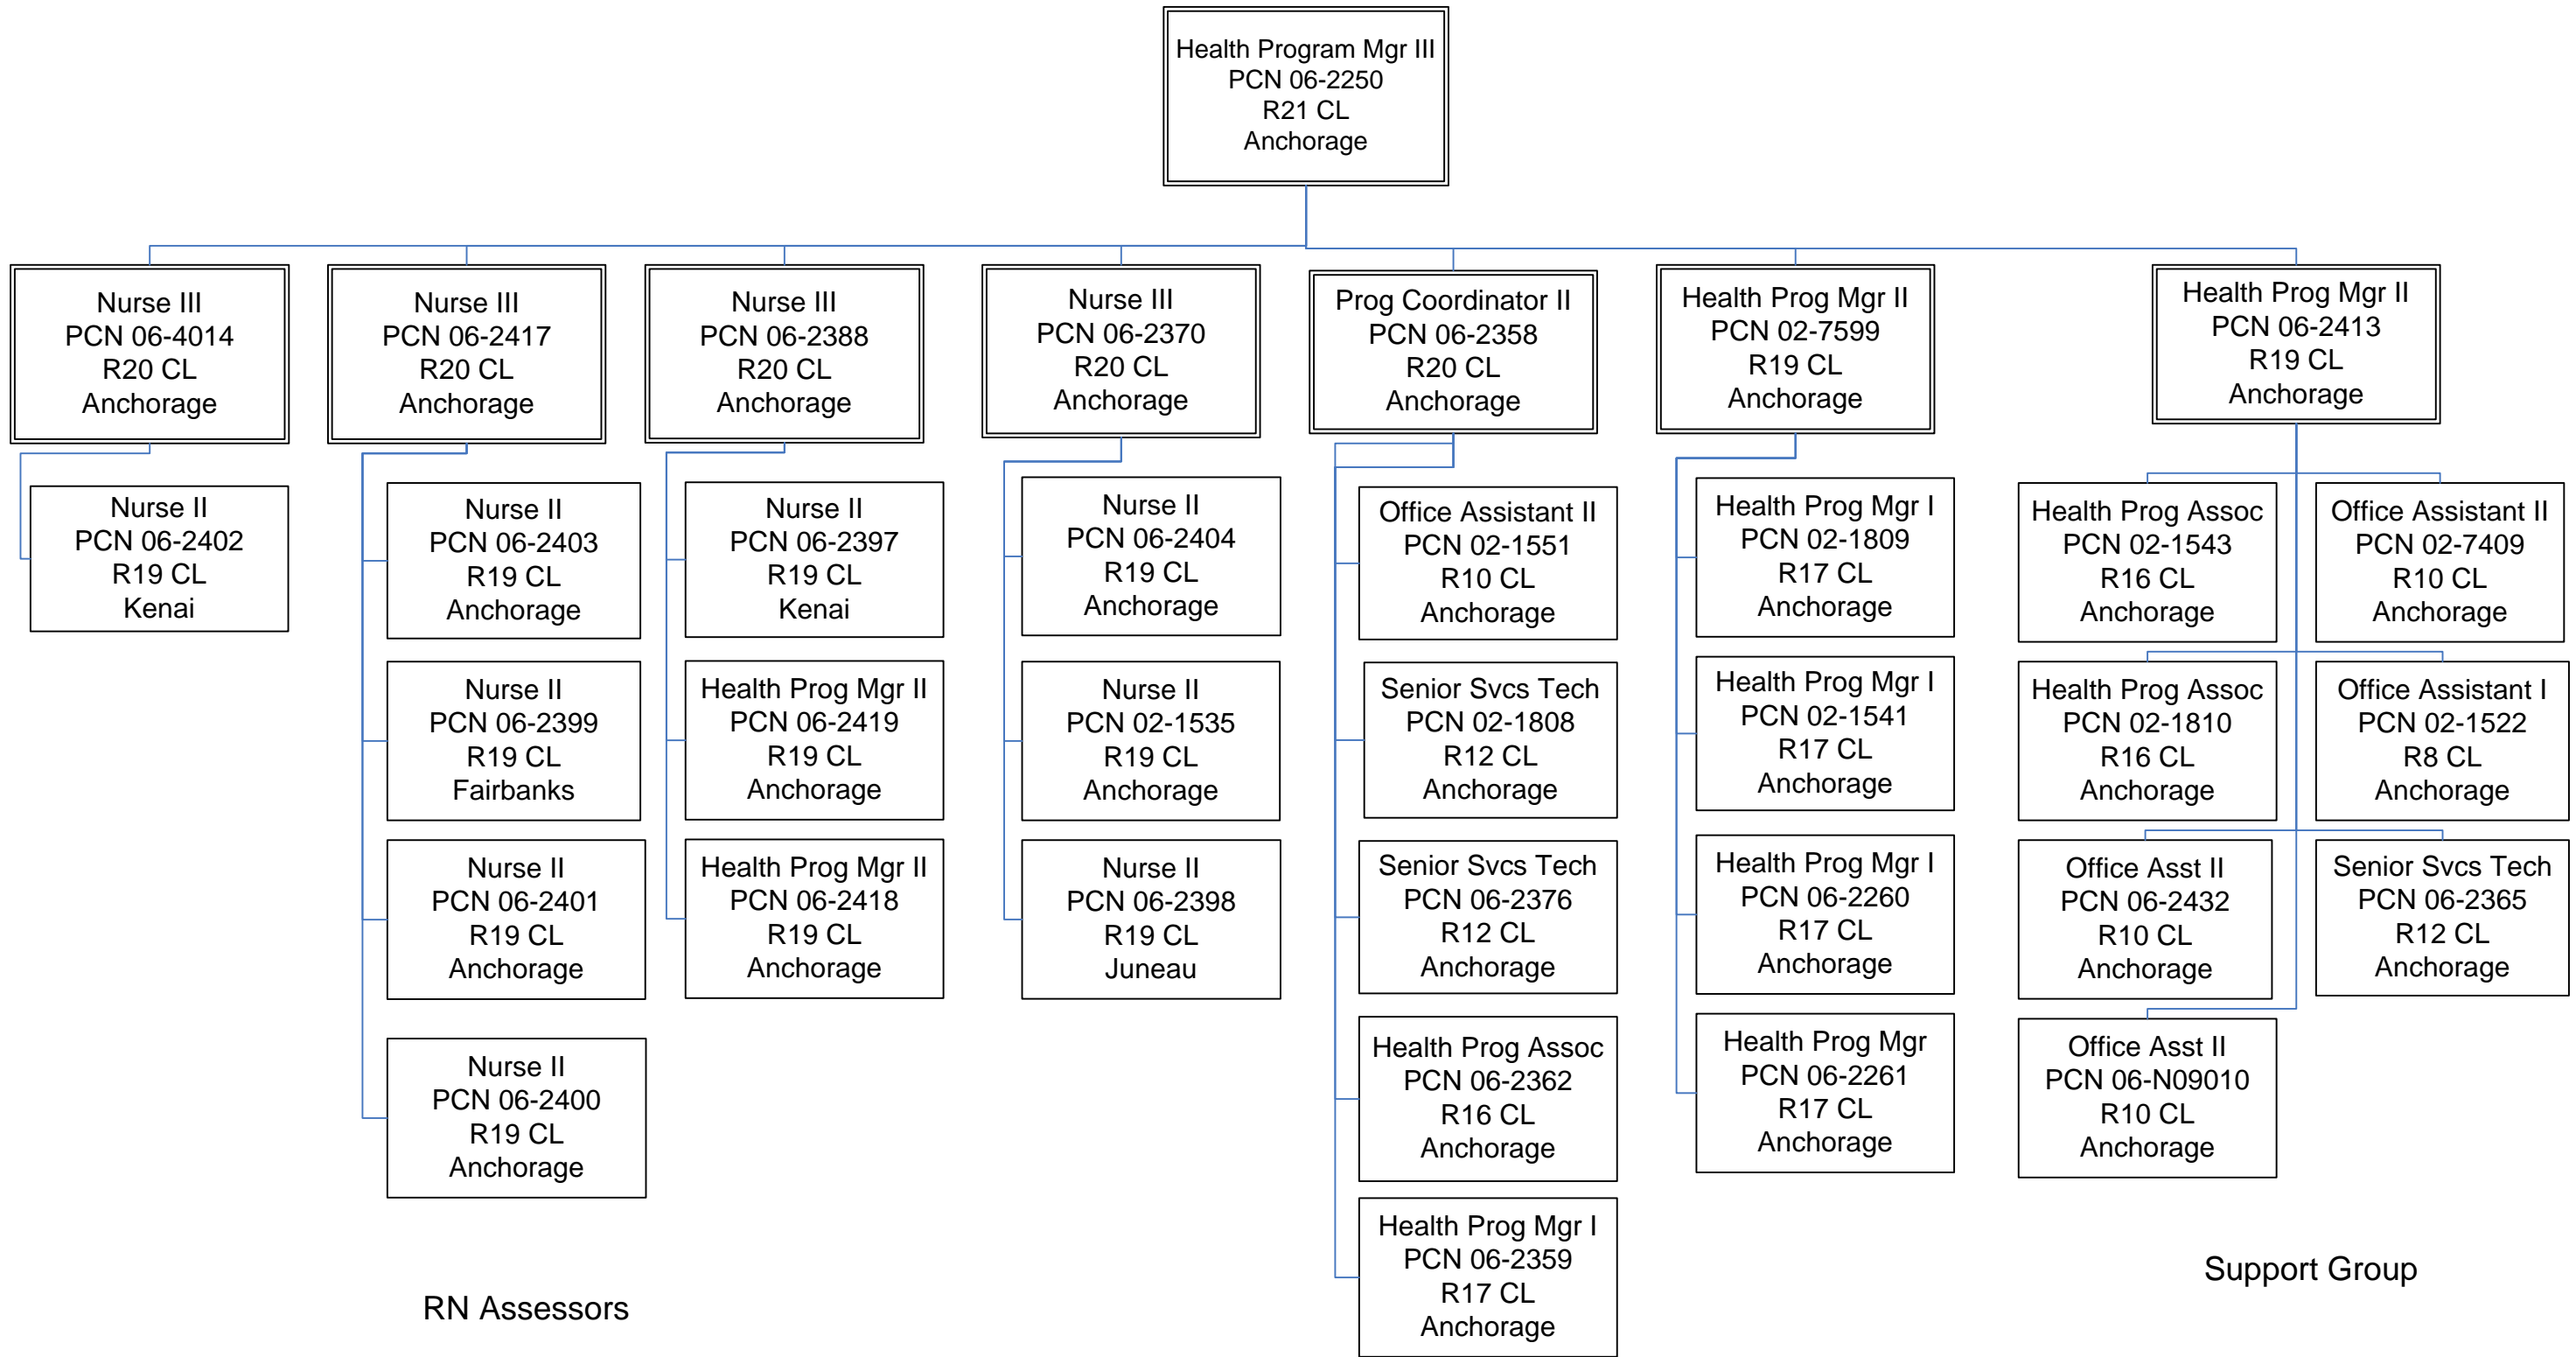 Health Program Mgr III
PCN 06-2250
R21 CL
Anchorage
Nurse III
PCN 06-4014
R20 CL
Anchorage
Nurse III
PCN 06-2417
R20 CL
Anchorage
Nurse III
PCN 06-2388
R20 CL
Anchorage
Nurse III
PCN 06-2370
R20 CL
Anchorage
Prog Coordinator II
PCN 06-2358
R20 CL
Anchorage
Health Prog Mgr II
PCN 02-7599
R19 CL
Anchorage
Health Prog Mgr II
PCN 06-2413
R19 CL
Anchorage
Nurse II
PCN 06-2402
R19 CL
Kenai
Nurse II
PCN 06-2403
R19 CL
Anchorage
Nurse II
PCN 06-2399
R19 CL
Fairbanks
Nurse II
PCN 06-2401
R19 CL
Anchorage
Nurse II
PCN 06-2400
R19 CL
Anchorage
Nurse II
PCN 06-2397
R19 CL
Kenai
Health Prog Mgr II
PCN 06-2419
R19 CL
Anchorage
Health Prog Mgr II
PCN 06-2418
R19 CL
Anchorage
Nurse II
PCN 06-2404
R19 CL
Anchorage
Nurse II
PCN 02-1535
R19 CL
Anchorage
Nurse II
PCN 06-2398
R19 CL
Juneau
Office Assistant II
PCN 02-1551
R10 CL
Anchorage
Senior Svcs Tech
PCN 02-1808
R12 CL
Anchorage
Senior Svcs Tech
PCN 06-2376
R12 CL
Anchorage
Health Prog Assoc
PCN 06-2362
R16 CL
Anchorage
Health Prog Mgr I
PCN 06-2359
R17 CL
Anchorage
Health Prog Mgr I
PCN 02-1809
R17 CL
Anchorage
Health Prog Mgr I
PCN 02-1541
R17 CL
Anchorage
Health Prog Mgr I
PCN 06-2260
R17 CL
Anchorage
Health Prog Mgr
PCN 06-2261
R17 CL
Anchorage
Health Prog Assoc
PCN 02-1543
R16 CL
Anchorage
Office Assistant II
PCN 02-7409
R10 CL
Anchorage
Health Prog Assoc
PCN 02-1810
R16 CL
Anchorage
Office Assistant I
PCN 02-1522
R8 CL
Anchorage
Office Asst II
PCN 06-2432
R10 CL
Anchorage
Senior Svcs Tech
PCN 06-2365
R12 CL
Anchorage
Office Asst II
PCN 06-N09010
R10 CL
Anchorage
RN Assessors
Support Group